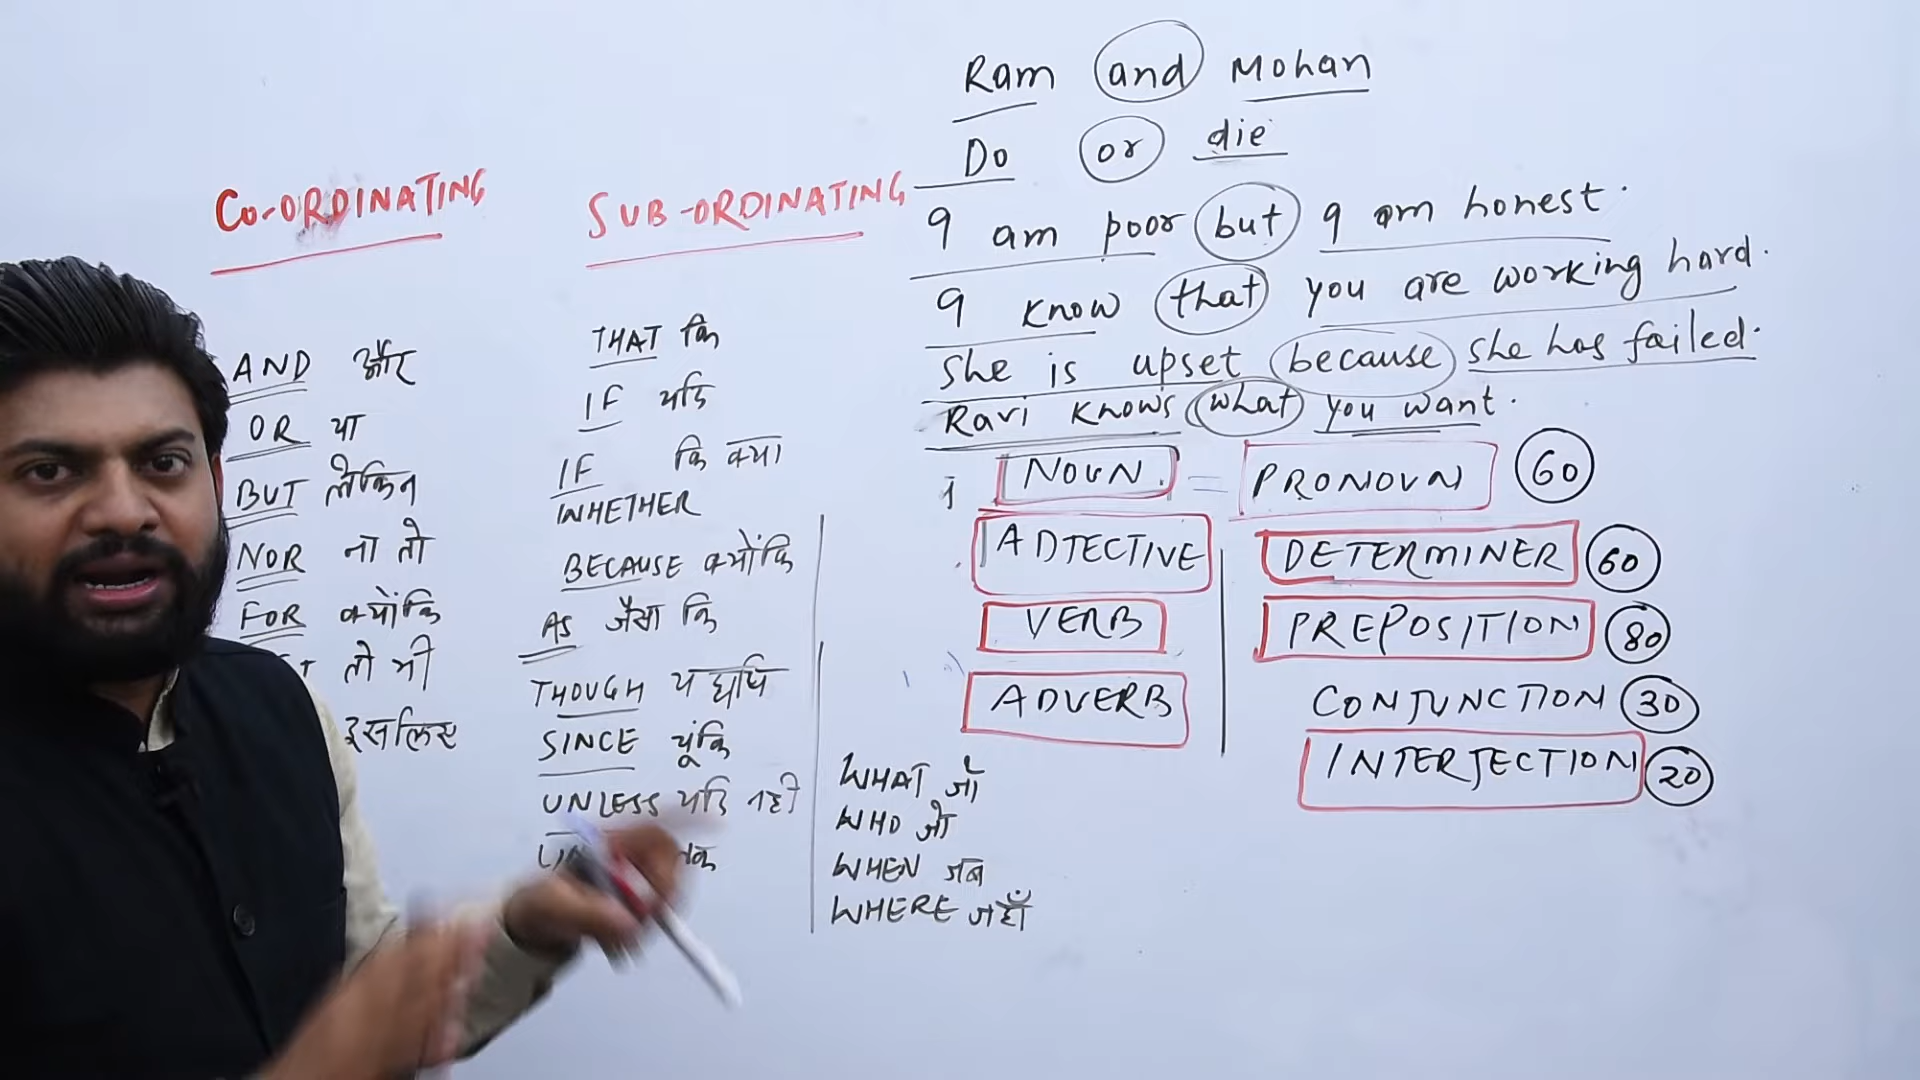 Ram and Mohan
Do or die
9 am poor but 9 am honest.
9 know that you are working hard.
she is upset because she has failed.
Ravi knows what you want.
CO-ORDINATING
AND और
OR या
BUT लेकिन
NOR ना तो
FOR क्योंकि
तो भी
इसलिए
SUB-ORDINATING
THAT कि
IF यदि
IF कि क्या
WHETHER
BECAUSE क्योंकि
AS जैसा कि
THOUGH यद्यपि
SINCE चूंकि
UNLESS यदि नहीं
WHAT जो
WHO जो
WHEN जब
WHERE जहाँ
NOUN = PRONOUN 60
ADJECTIVE DETERMINER 60
VERB PREPOSITION 80
ADVERB CONJUNCTION 30
INTERJECTION 20